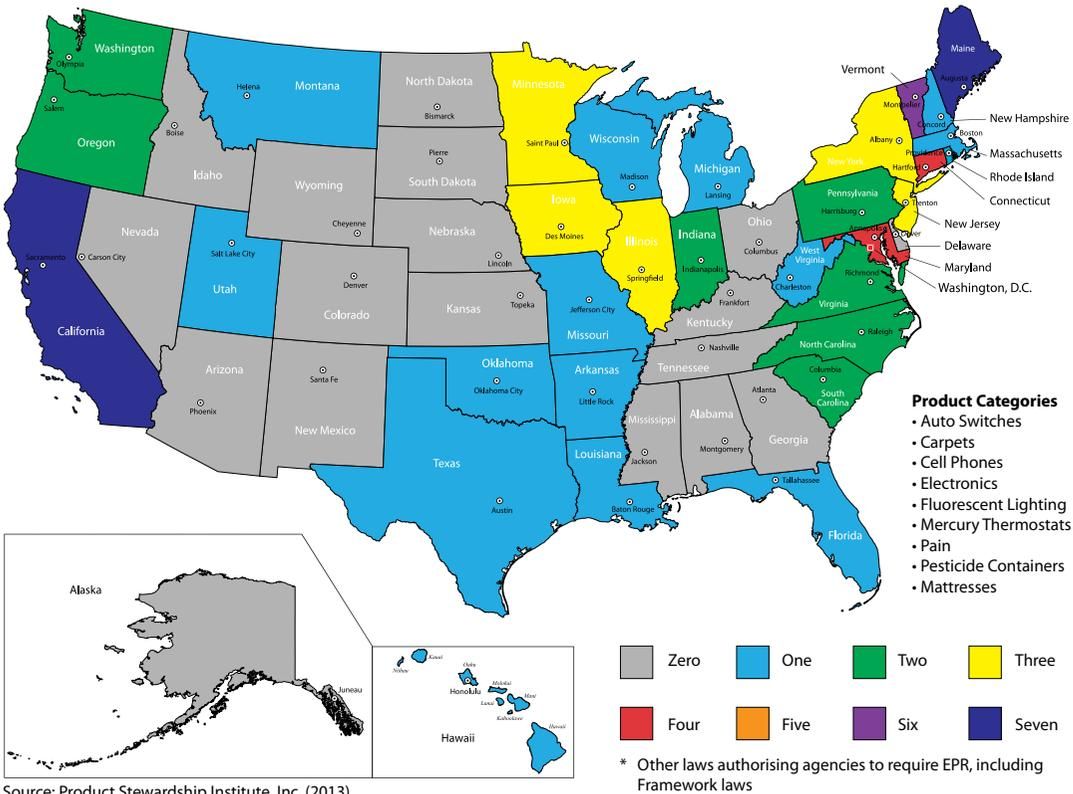 Washington
Olympia
Salem
Oregon
Helena
Montana
Boise
Idaho
North Dakota
Bismarck
Pierre
South Dakota
Wyoming
Cheyenne
Nebraska
Lincoln
Minnesota
Saint Paul
Wisconsin
Madison
Michigan
Lansing
Iowa
Des Moines
Illinois
Springfield
Indiana
Indianapolis
Ohio
Columbus
Nevada
Carson City
Sacramento
California
Salt Lake City
Utah
Denver
Colorado
Kansas
Topeka
Jefferson City
Missouri
Frankfort
Kentucky
Nashville
Tennessee
West
Virginia
Charleston
Richmond
Virginia
Raleigh
North Carolina
Columbia
South
Carolina
Arizona
Phoenix
Santa Fe
New Mexico
Oklahoma
Oklahoma City
Arkansas
Little Rock
Texas
Austin
Louisiana
Baton Rouge
Mississippi
Jackson
Alabama
Montgomery
Atlanta
Georgia
Tallahassee
Florida
Pennsylvania
Harrisburg
New York
Albany
Vermont
Montpelier
Maine
Augusta
Concord
New Hampshire
Boston
Massachusetts
Providence
Rhode Island
Hartford
*
Connecticut
Trenton
New Jersey
Dover
Delaware
Annapolis
Maryland
Washington, D.C.
Product Categories
• Auto Switches
• Carpets
• Cell Phones
• Electronics
• Fluorescent Lighting
• Mercury Thermostats
• Pain
• Pesticide Containers
• Mattresses
Alaska
Juneau
Niihau
Kauai
Oahu
Honolulu
Molokai
Lanai
Maui
Kahoolawe
Hawaii
Hawaii
Zero
One
Two
Three
Four
Five
Six
Seven
* Other laws authorising agencies to require EPR, including
Framework laws
Source: Product Stewardship Institute, Inc. (2013)